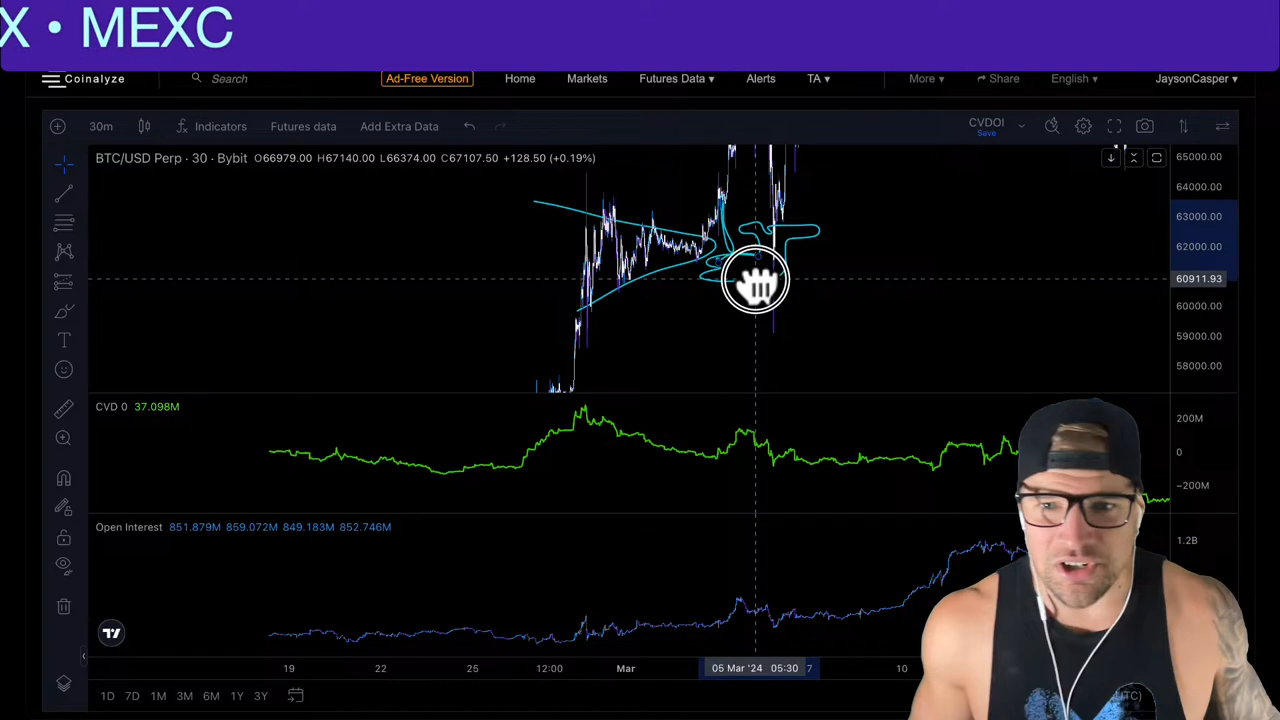 X • MEXC
Coinalyze
Search
Ad-Free Version
Home
Markets
Futures Data ▾
Alerts
TA ▾
More ▾
Share
English ▾
JaysonCasper ▾
30m
Indicators
Futures data
Add Extra Data
CVDOI
Save
BTC/USD Perp · 30 · Bybit O66979.00 H67140.00 L66374.00 C67107.50 +128.50 (+0.19%)
65000.00
64000.00
63000.00
62000.00
60911.93
60000.00
59000.00
58000.00
CVD 0 37.098M
200M
0
−200M
Open Interest 851.879M 859.072M 849.183M 852.746M
1.2B
19
22
25
12:00
Mar
05 Mar '24 05:30
7
10
1D
7D
1M
3M
6M
1Y
3Y